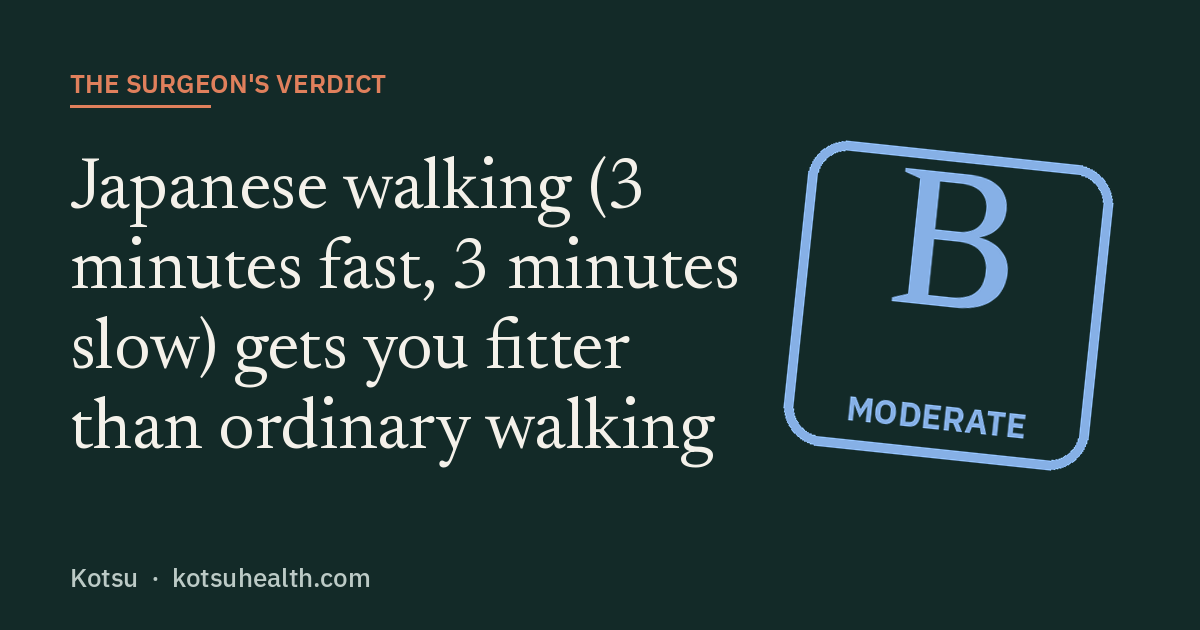 THE SURGEON'S VERDICT
Japanese walking (3
minutes fast, 3 minutes
slow) gets you fitter
than ordinary walking
B
MODERATE
Kotsu · kotsuhealth.com